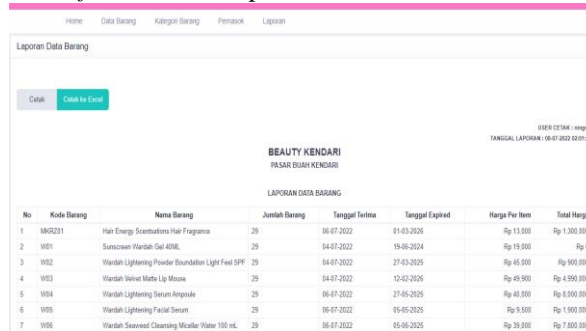 Home Data Barang Kategori Barang Pemasok Laporan
Laporan Data Barang
Cetak Cetak ke Excel
USER CETAK :
TANGGAL LAPORAN : 06-07-2022
BEAUTY KENDARI
PASAR BUAH KENDARI
LAPORAN DATA BARANG
No Kode Barang Nama Barang Jumlah Barang Tanggal Terima Tanggal Expired Harga Per Item Total Harga
1 MKRZ01 Hair Energy Scentsations Hair Fragrance 29 06-07-2022 01-03-2026 Rp 13,000 Rp 1,300,00
2 W01 Sunscreen Wardah Gel 40ML 29 04-07-2022 19-06-2024 Rp 19,000 Rp
3 W02 Wardah Lightening Powder Boundation Light Feel SPF 29 04-07-2022 27-03-2025 Rp 45,000 Rp 900,00
4 W03 Wardah Velvet Matte Lip Mouse 29 04-07-2022 12-02-2026 Rp 49,900 Rp 4,990,00
5 W04 Wardah Lightening Serum Ampoule 29 06-07-2022 27-05-2025 Rp 40,000 Rp 8,000,00
6 W05 Wardah Lightening Facial Serum 29 06-07-2022 05-05-2025 Rp 9,500 Rp 1,900,00
7 W06 Wardah Seaweed Cleansing Micellar Water 100 mL 29 06-07-2022 05-06-2025 Rp 39,000 Rp 7,800,00